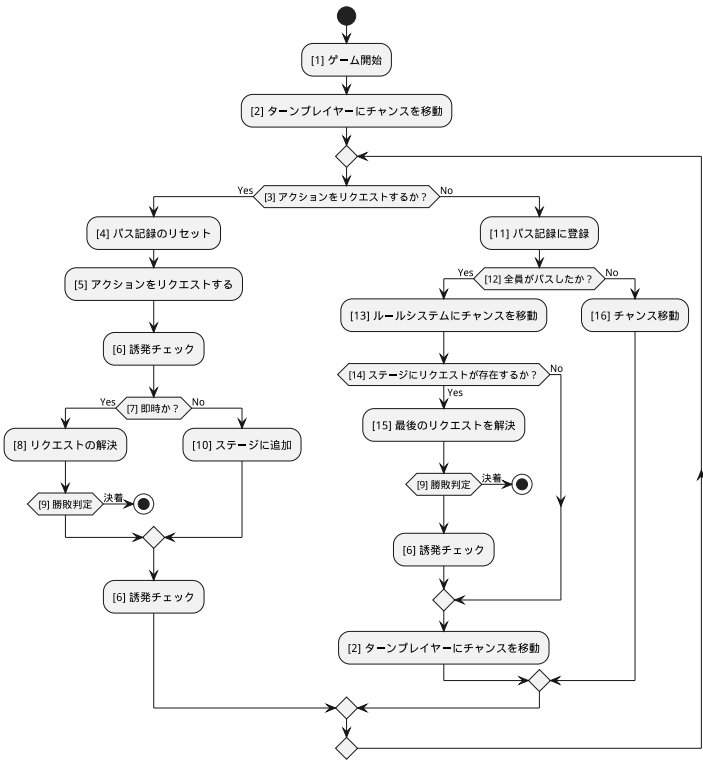 [1] ゲーム開始
[2] ターンプレイヤーにチャンスを移動
[3] アクションをリクエストするか？
Yes
No
[4] パス記録のリセット
[5] アクションをリクエストする
[6] 誘発チェック
[7] 即時か？
Yes
No
[8] リクエストの解決
[10] ステージに追加
[9] 勝敗判定
決着
[6] 誘発チェック
[11] パス記録に登録
[12] 全員がパスしたか？
Yes
No
[13] ルールシステムにチャンスを移動
[16] チャンス移動
[14] ステージにリクエストが存在するか？
No
Yes
[15] 最後のリクエストを解決
[9] 勝敗判定
決着
[6] 誘発チェック
[2] ターンプレイヤーにチャンスを移動